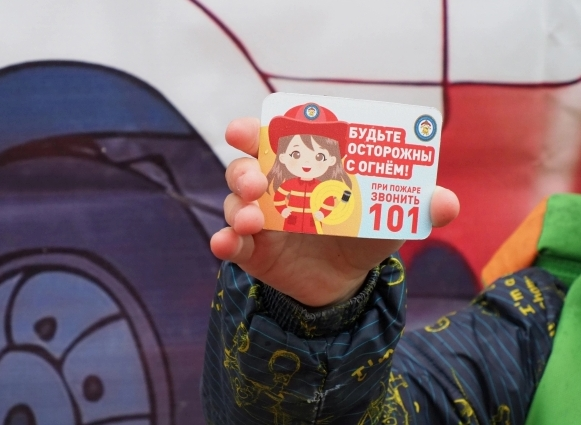 БУДЬТЕ
ОСТОРОЖНЫ
С ОГНЁМ!
ПРИ ПОЖАРЕ
ЗВОНИТЬ
101
I'm a